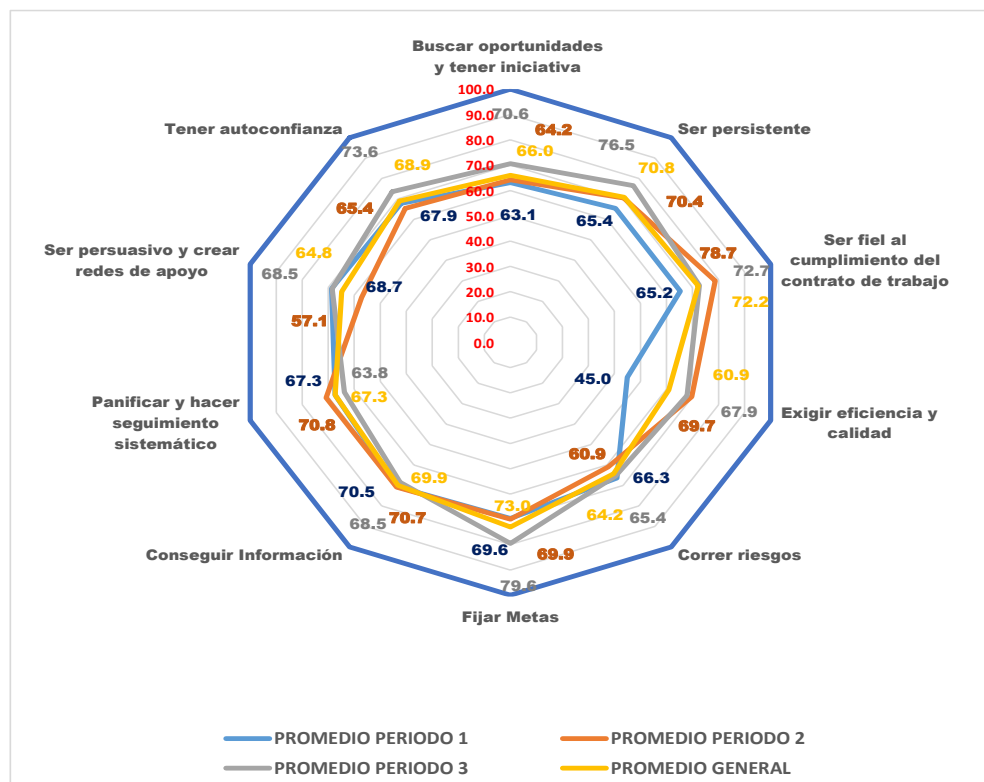 Buscar oportunidades
y tener iniciativa
100.0
90.0
80.0
70.0
60.0
50.0
40.0
30.0
20.0
10.0
0.0
70.6
64.2
66.0
63.1
Ser persistente
76.5
70.8
70.4
65.4
Ser fiel al
cumplimiento del
contrato de trabajo
78.7
72.7
72.2
65.2
Exigir eficiencia y
calidad
60.9
67.9
69.7
45.0
Correr riesgos
60.9
66.3
64.2
65.4
Fijar Metas
73.0
69.6
69.9
79.6
Conseguir Información
69.9
70.5
70.7
68.5
Panificar y hacer
seguimiento
sistemático
67.3
63.8
67.3
70.8
Ser persuasivo y crear
redes de apoyo
64.8
68.5
68.7
57.1
Tener autoconfianza
73.6
68.9
65.4
67.9
PROMEDIO PERIODO 1
PROMEDIO PERIODO 2
PROMEDIO PERIODO 3
PROMEDIO GENERAL